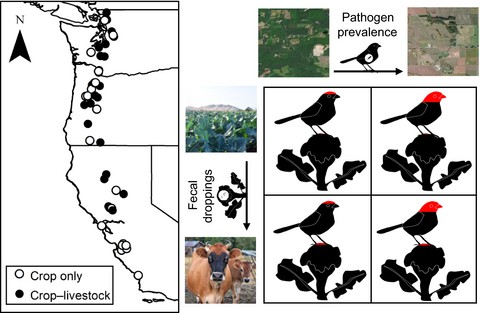 N
Crop only
Crop–livestock
Pathogen
prevalence
Fecal
droppings